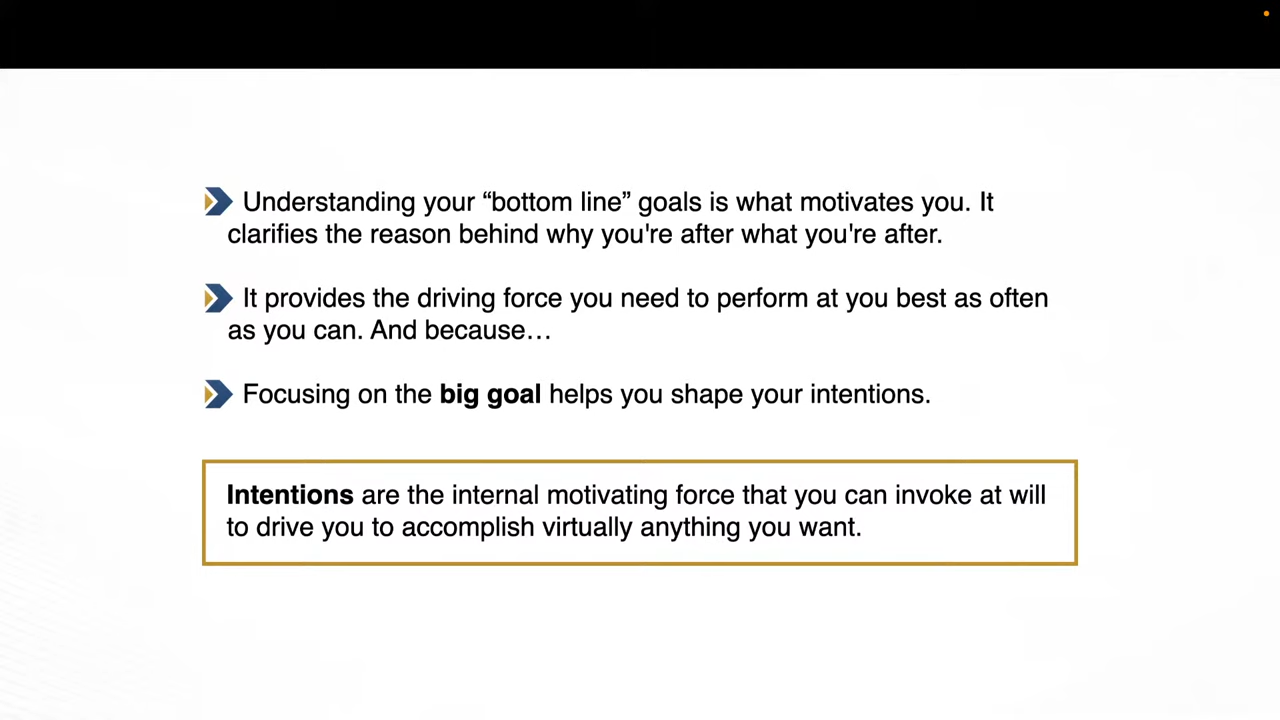 Understanding your “bottom line” goals is what motivates you. It
clarifies the reason behind why you're after what you're after.
It provides the driving force you need to perform at you best as often
as you can. And because…
Focusing on the big goal helps you shape your intentions.
Intentions are the internal motivating force that you can invoke at will
to drive you to accomplish virtually anything you want.